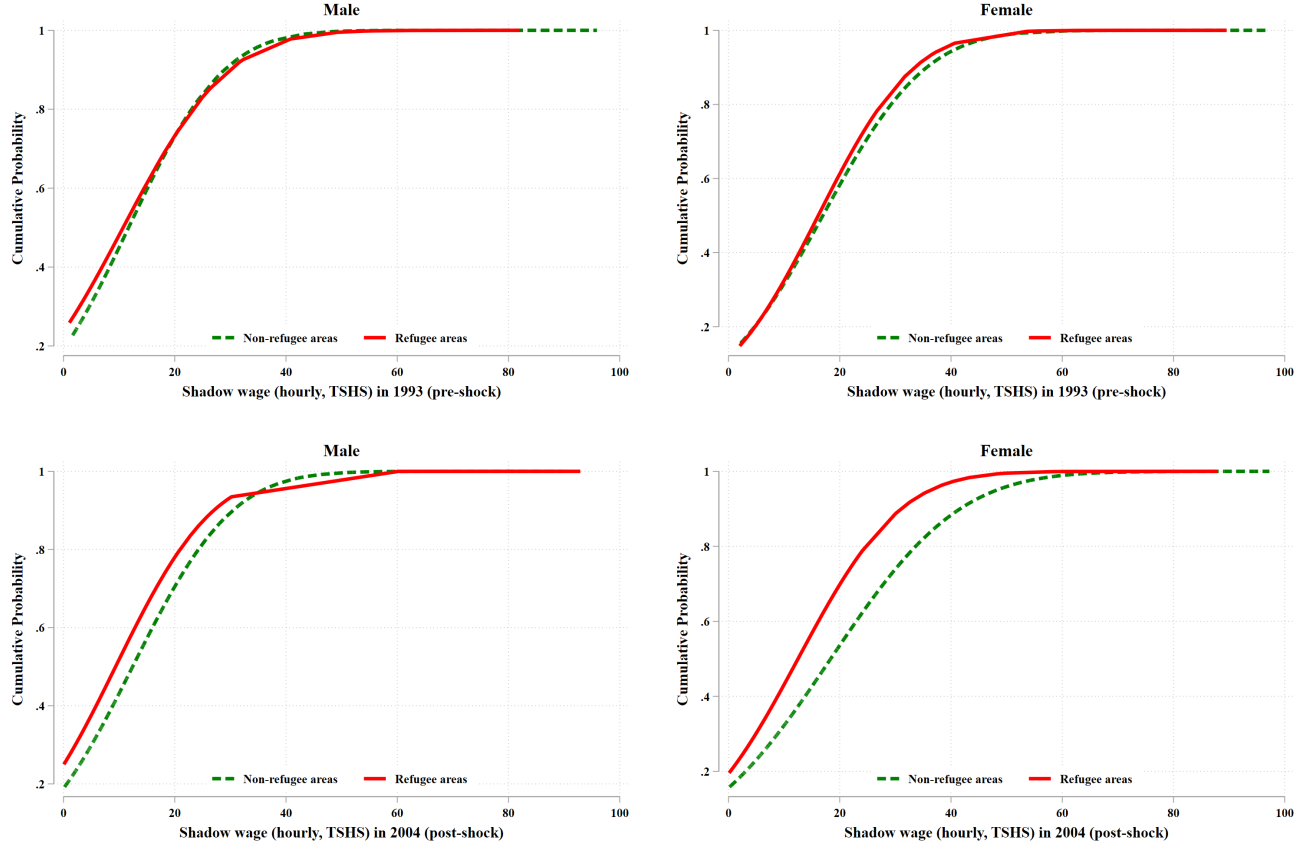 Male
Cumulative Probability
1
.8
.6
.4
.2
Non-refugee areas
Refugee areas
0 20 40 60 80 100
Shadow wage (hourly, TSHS) in 1993 (pre-shock)
Female
Cumulative Probability
1
.8
.6
.4
.2
Non-refugee areas
Refugee areas
0 20 40 60 80 100
Shadow wage (hourly, TSHS) in 1993 (pre-shock)
Male
Cumulative Probability
1
.8
.6
.4
.2
Non-refugee areas
Refugee areas
0 20 40 60 80 100
Shadow wage (hourly, TSHS) in 2004 (post-shock)
Female
Cumulative Probability
1
.8
.6
.4
.2
Non-refugee areas
Refugee areas
0 20 40 60 80 100
Shadow wage (hourly, TSHS) in 2004 (post-shock)